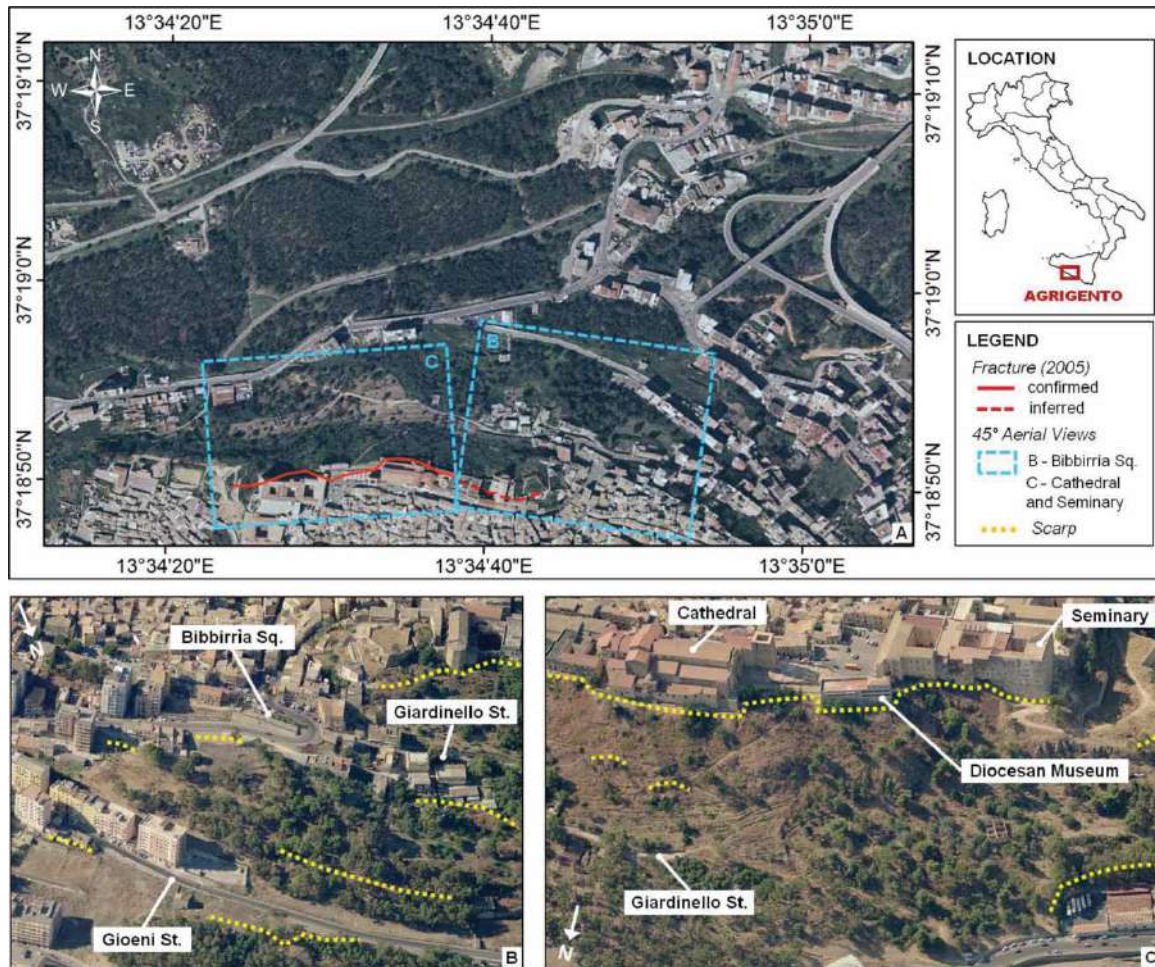 13°34'20"E
13°34'40"E
13°35'0"E
37°19'10"N
37°19'10"N
N
W
E
S
37°19'0"N
37°19'0"N
C
B
37°18'50"N
37°18'50"N
A
13°34'20"E
13°34'40"E
13°35'0"E
LOCATION
AGRIGENTO
LEGEND
Fracture (2005)
confirmed
inferred
45° Aerial Views
B - Bibbirria Sq.
C - Cathedral
and Seminary
Scarp
N
Bibbirria Sq.
Giardinello St.
Gioeni St.
B
Cathedral
Seminary
Diocesan Museum
Giardinello St.
N
C